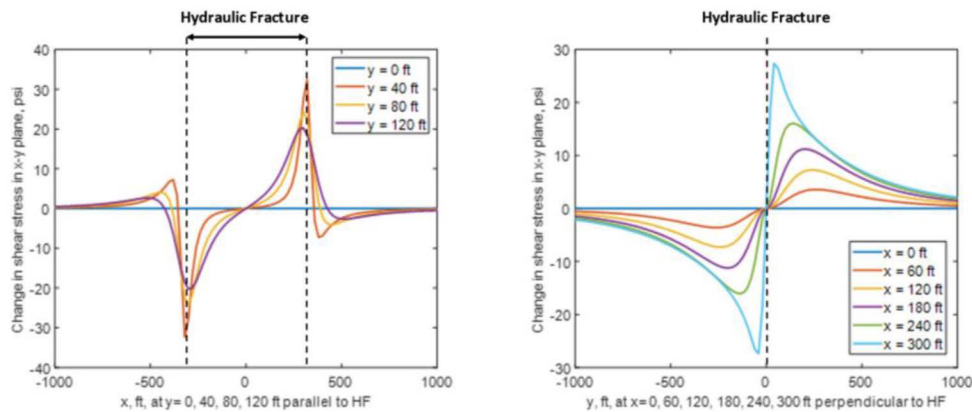 Hydraulic Fracture
40
30
20
10
0
-10
-20
-30
-40
-1000
-500
0
500
1000
Change in shear stress in x-y plane, psi
y = 0 ft
y = 40 ft
y = 80 ft
y = 120 ft
x, ft, at y= 0, 40, 80, 120 ft parallel to HF
Hydraulic Fracture
30
20
10
0
-10
-20
-30
-1000
-500
0
500
1000
Change in shear stress in x-y plane, psi
x = 0 ft
x = 60 ft
x = 120 ft
x = 180 ft
x = 240 ft
x = 300 ft
y, ft, at x= 0, 60, 120, 180, 240, 300 ft perpendicular to HF